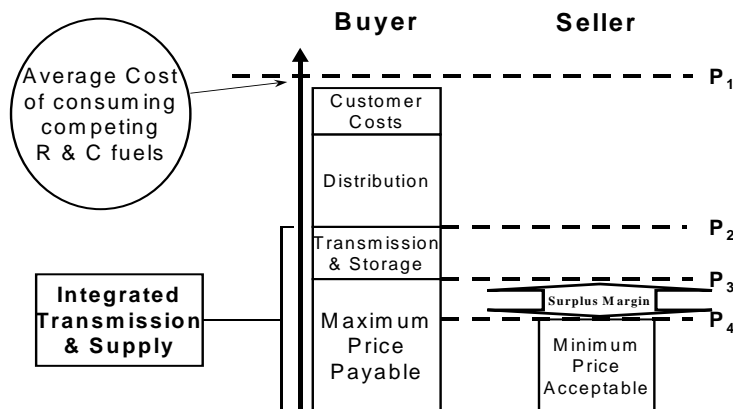 Buyer
Seller
Average Cost
of consuming
competing
R & C fuels
P1
Customer
Costs
Distribution
P2
Transmission
& Storage
P3
Integrated
Transmission
& Supply
Surplus Margin
Maximum
Price
Payable
P4
Minimum
Price
Acceptable